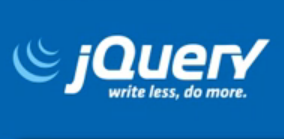 jQuery
write less, do more.